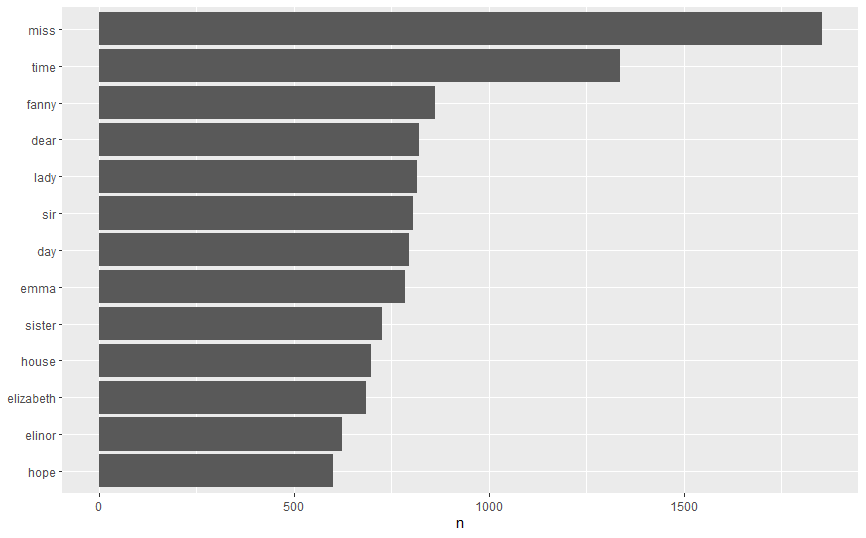 miss
time
fanny
dear
lady
sir
day
emma
sister
house
elizabeth
elinor
hope
0 500 1000 1500
n